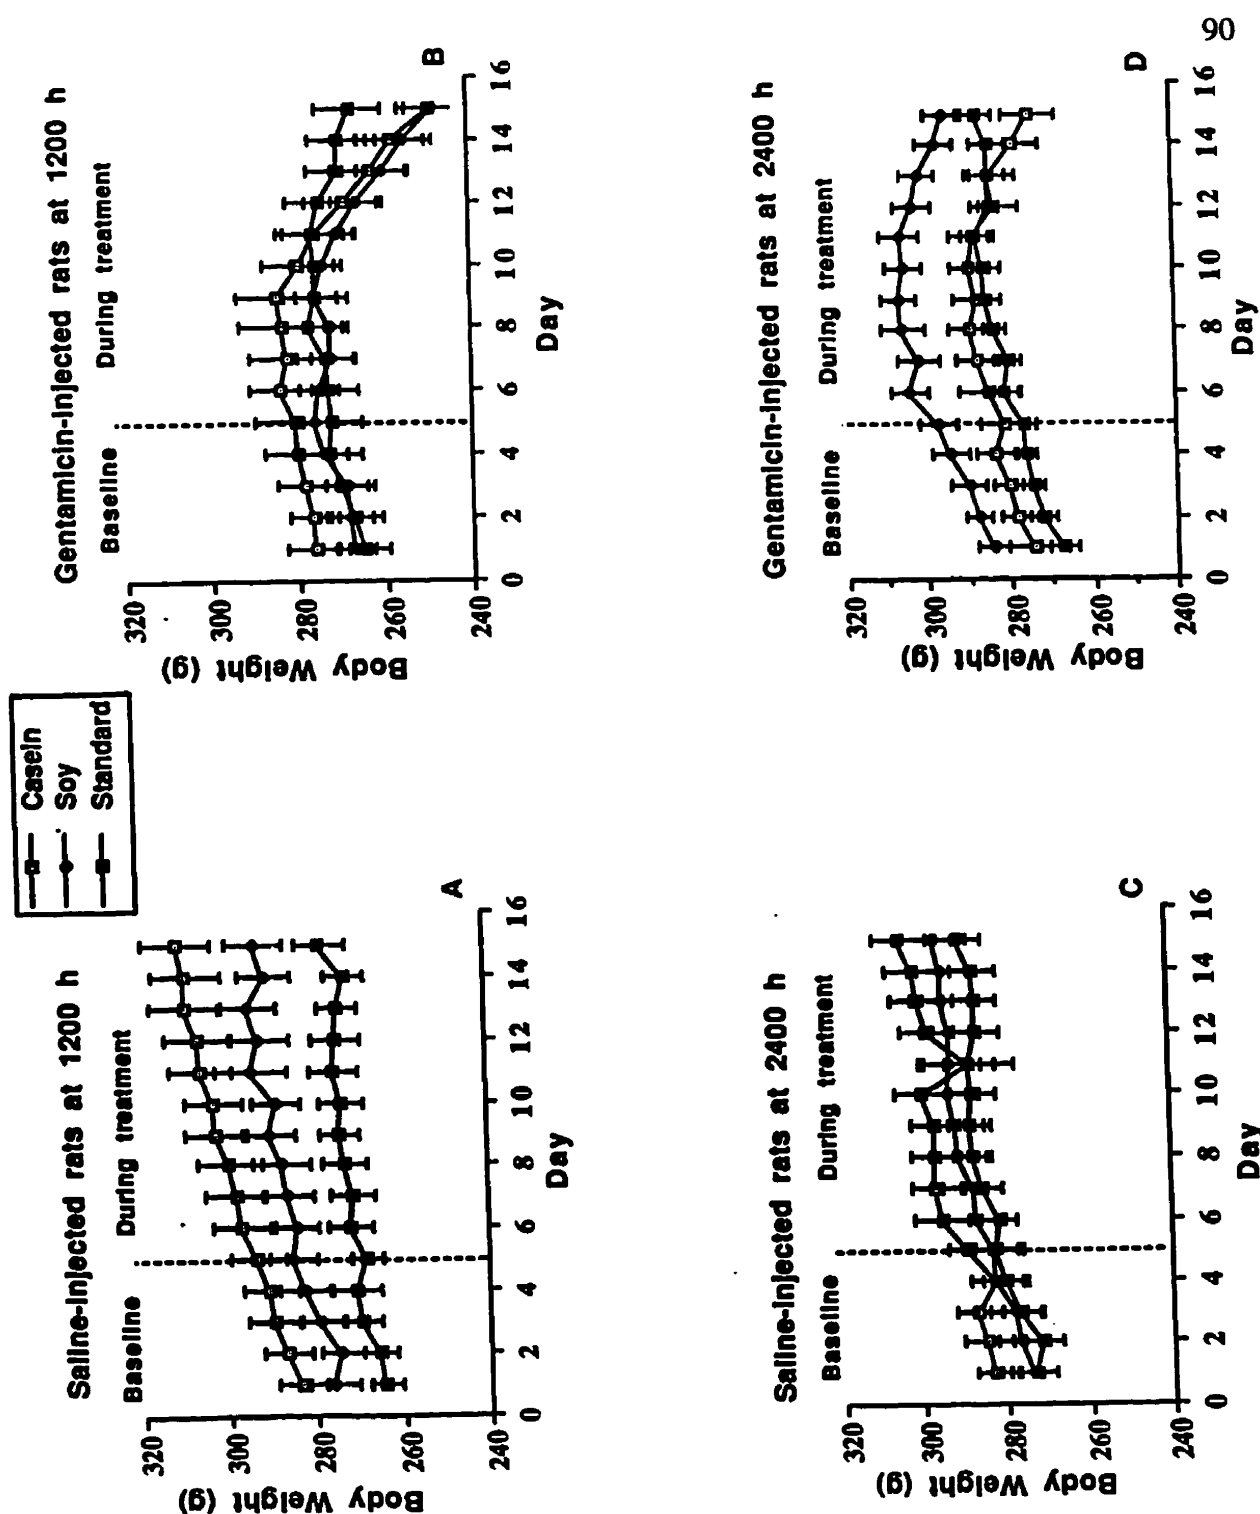 90
Casein
Soy
Standard
Saline-injected rats at 1200 h
Baseline
During treatment
Body Weight (g)
320
300
280
260
240
0 2 4 6 8 10 12 14 16
Day
A
Gentamicin-injected rats at 1200 h
Baseline
During treatment
Body Weight (g)
320
300
280
260
240
0 2 4 6 8 10 12 14 16
Day
B
Saline-injected rats at 2400 h
Baseline
During treatment
Body Weight (g)
320
300
280
260
240
0 2 4 6 8 10 12 14 16
Day
C
Gentamicin-injected rats at 2400 h
Baseline
During treatment
Body Weight (g)
320
300
280
260
240
0 2 4 6 8 10 12 14 16
Day
D